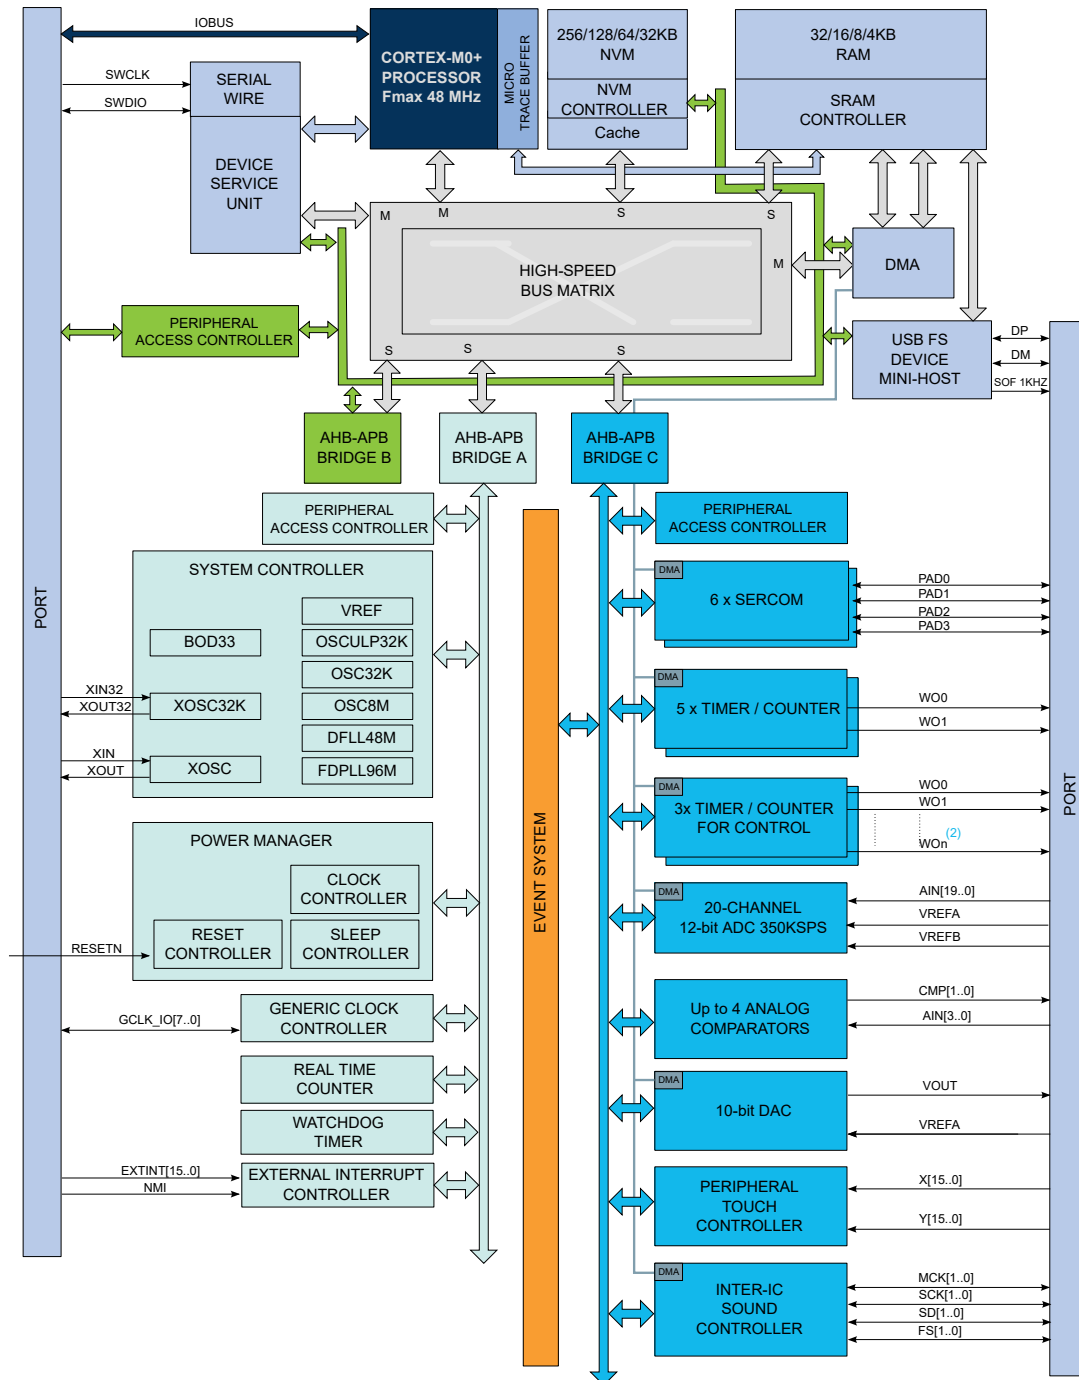 IOBUS
SWCLK
SWDIO
SERIAL
WIRE
DEVICE
SERVICE
UNIT
CORTEX-M0+
PROCESSOR
Fmax 48 MHz
MICRO
TRACE BUFFER
256/128/64/32KB
NVM
NVM
CONTROLLER
Cache
32/16/8/4KB
RAM
SRAM
CONTROLLER
M
M
S
S
M
HIGH-SPEED
BUS MATRIX
S
S
S
DMA
PERIPHERAL
ACCESS CONTROLLER
USB FS
DEVICE
MINI-HOST
DP
DM
SOF 1KHZ
AHB-APB
BRIDGE B
AHB-APB
BRIDGE A
AHB-APB
BRIDGE C
PORT
PERIPHERAL
ACCESS CONTROLLER
SYSTEM CONTROLLER
VREF
BOD33
OSCULP32K
OSC32K
XOSC32K
OSC8M
DFLL48M
XOSC
FDPLL96M
XIN32
XOUT32
XIN
XOUT
POWER MANAGER
CLOCK
CONTROLLER
RESET
CONTROLLER
SLEEP
CONTROLLER
RESETN
GENERIC CLOCK
CONTROLLER
GCLK_IO[7..0]
REAL TIME
COUNTER
WATCHDOG
TIMER
EXTINT[15..0]
NMI
EXTERNAL INTERRUPT
CONTROLLER
EVENT SYSTEM
PERIPHERAL
ACCESS CONTROLLER
DMA
6 x SERCOM
PAD0
PAD1
PAD2
PAD3
DMA
5 x TIMER / COUNTER
WO0
WO1
DMA
3x TIMER / COUNTER
FOR CONTROL
WO0
WO1
(2)
WOn
DMA
20-CHANNEL
12-bit ADC 350KSPS
AIN[19..0]
VREFA
VREFB
Up to 4 ANALOG
COMPARATORS
CMP[1..0]
AIN[3..0]
DMA
10-bit DAC
VOUT
VREFA
PERIPHERAL
TOUCH
CONTROLLER
X[15..0]
Y[15..0]
DMA
INTER-IC
SOUND
CONTROLLER
MCK[1..0]
SCK[1..0]
SD[1..0]
FS[1..0]
PORT